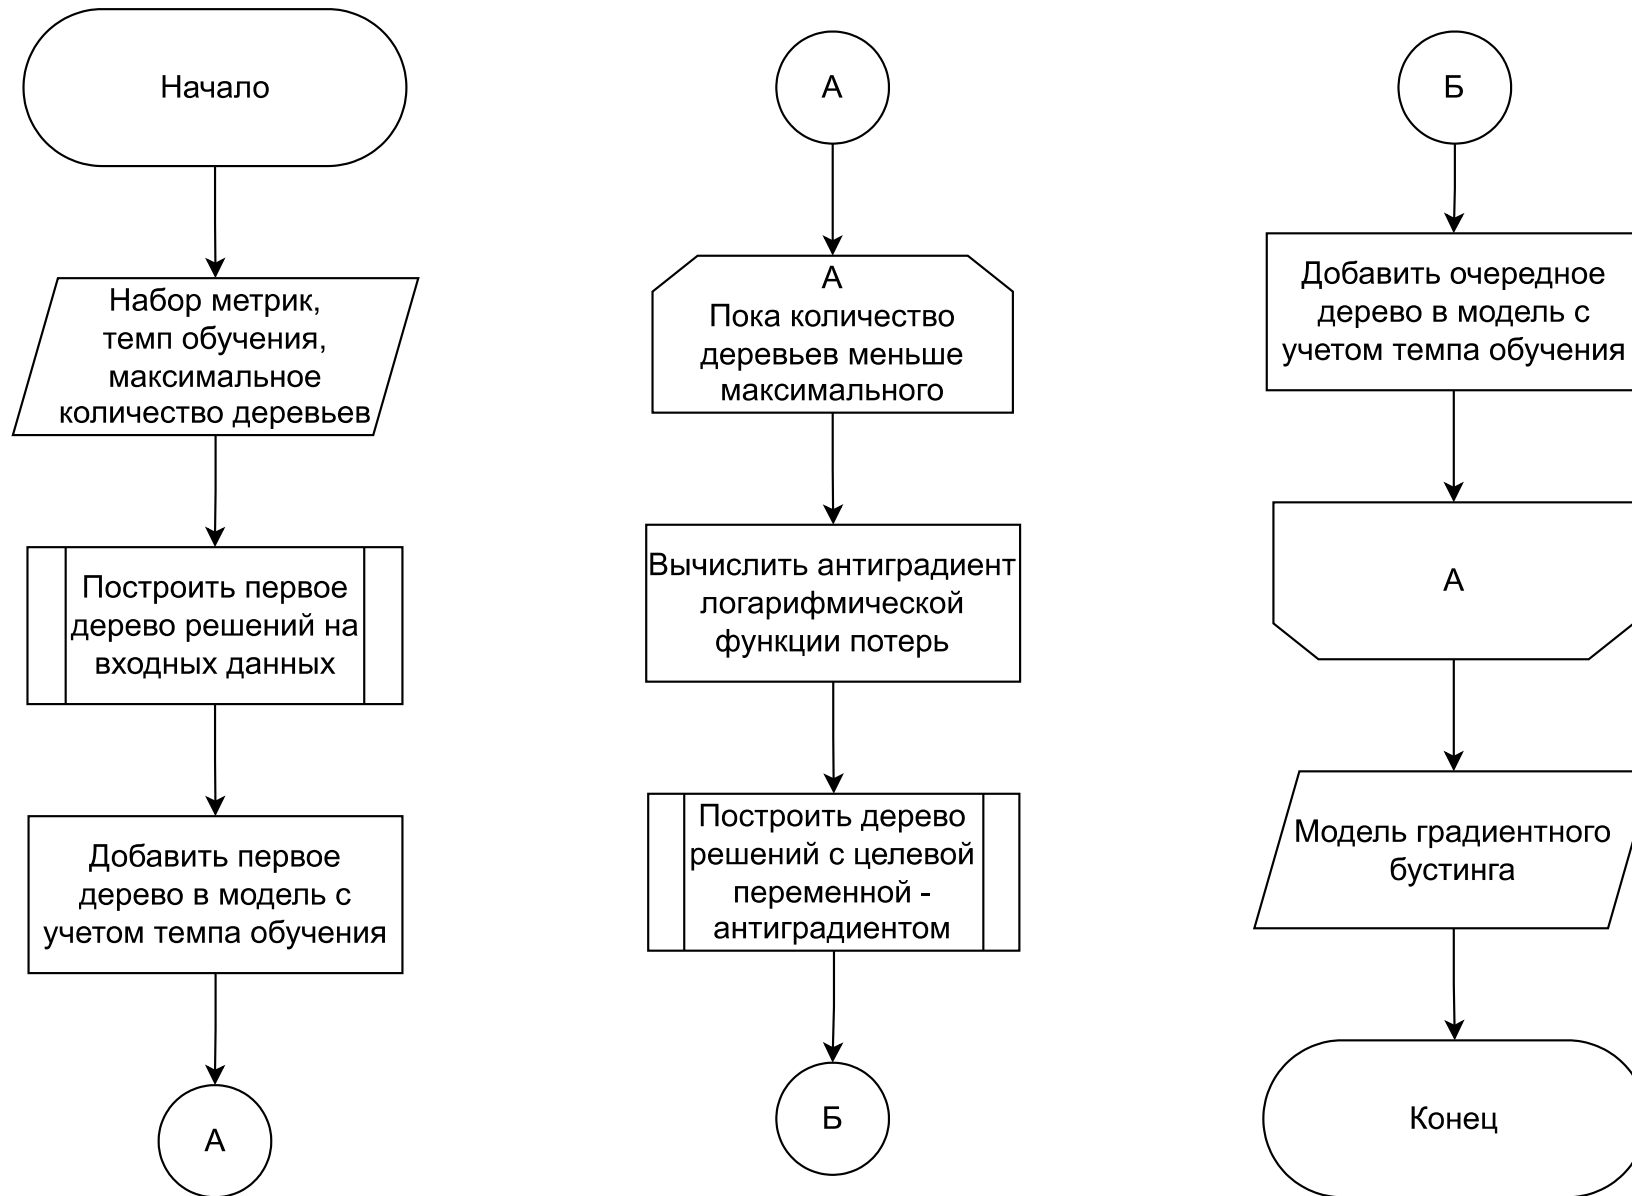 Начало
Набор метрик,
темп обучения,
максимальное
количество деревьев
Построить первое
дерево решений на
входных данных
Добавить первое
дерево в модель с
учетом темпа обучения
А
А
А
Пока количество
деревьев меньше
максимального
Вычислить антиградиент
логарифмической
функции потерь
Построить дерево
решений с целевой
переменной -
антиградиентом
Б
Б
Добавить очередное
дерево в модель с
учетом темпа обучения
А
Модель градиентного
бустинга
Конец